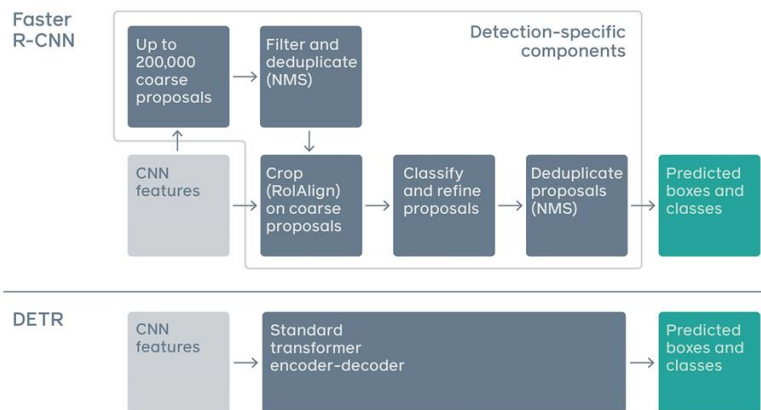 Faster
R-CNN
Detection-specific
components
Up to
200,000
coarse
proposals
Filter and
deduplicate
(NMS)
CNN
features
Crop
(RoIAlign)
on coarse
proposals
Classify
and refine
proposals
Deduplicate
proposals
(NMS)
Predicted
boxes and
classes
DETR
CNN
features
Standard
transformer
encoder-decoder
Predicted
boxes and
classes